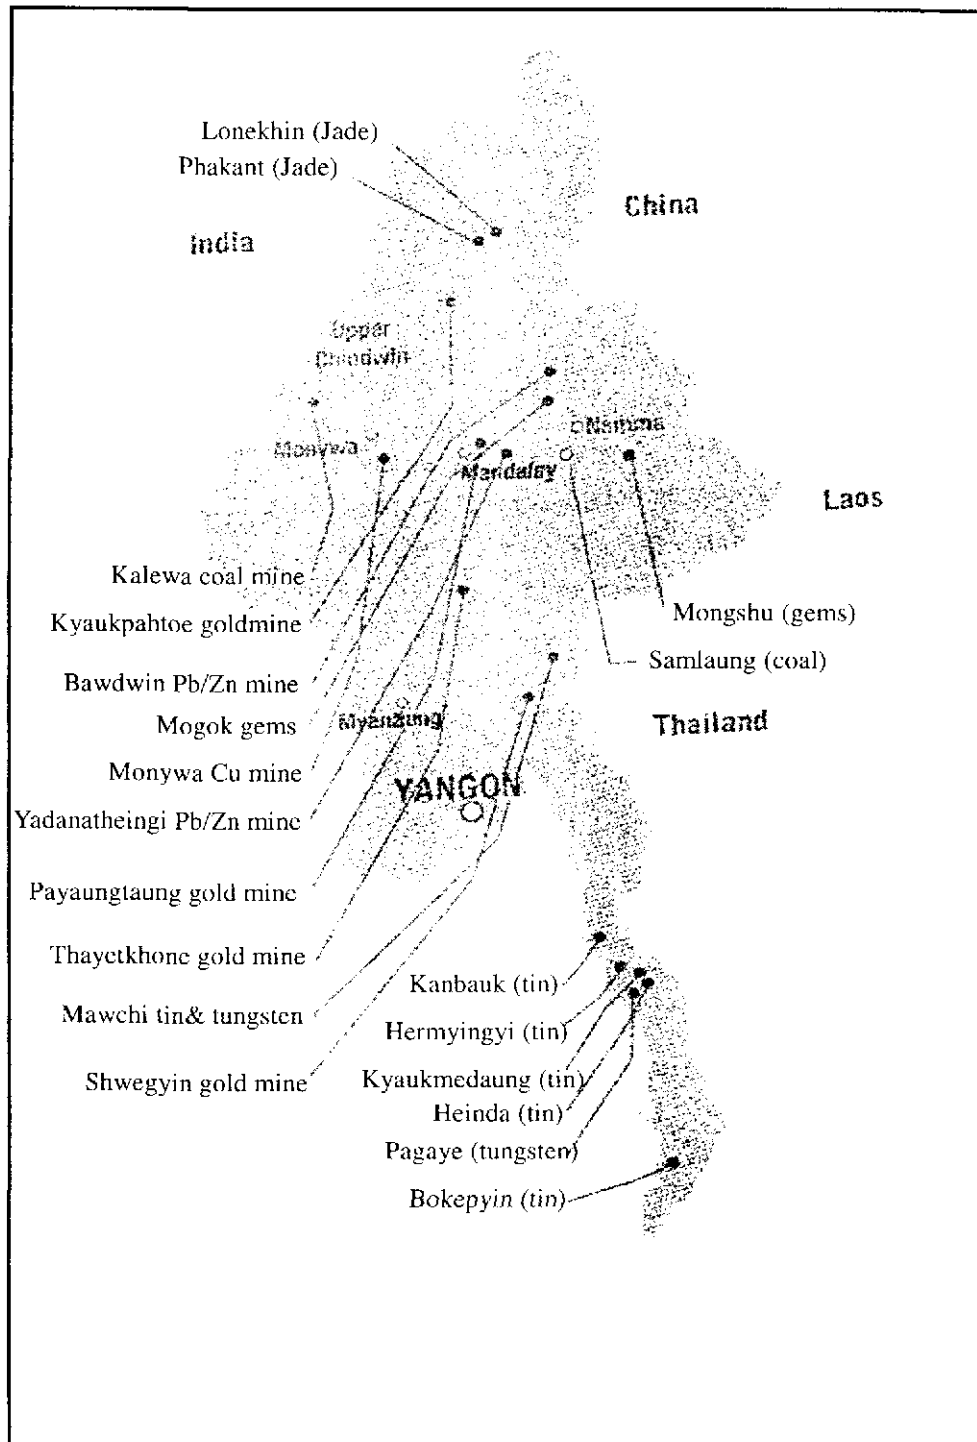 Lonekhin (Jade)
Phakant (Jade)
China
India
Upper
Chindwin
Namma
Monywa
Mandalay
Laos
Kalewa coal mine
Mongshu (gems)
Kyaukpahtoe goldmine
Samlaung (coal)
Bawdwin Pb/Zn mine
Mogok gems
Thailand
Monywa Cu mine
YANGON
Yadanatheingi Pb/Zn mine
Payaungtaung gold mine
Thayetkhone gold mine
Kanbauk (tin)
Mawchi tin& tungsten
Hermyingyi (tin)
Shwegyin gold mine
Kyaukmedaung (tin)
Heinda (tin)
Pagaye (tungsten)
Bokepyin (tin)